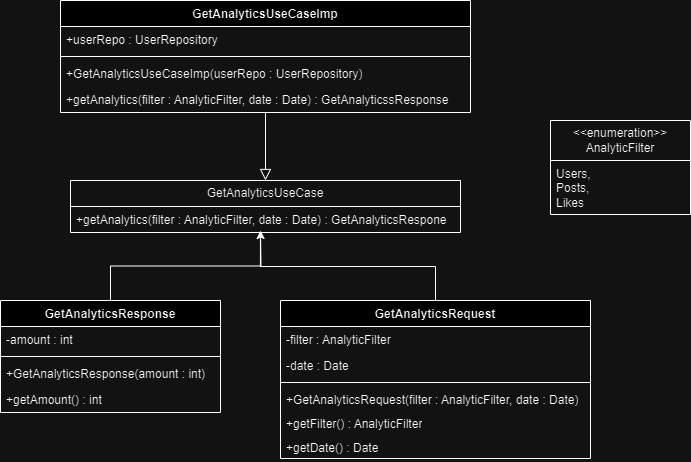 GetAnalyticsUseCaseImp
+userRepo : UserRepository
+GetAnalyticsUseCaseImp(userRepo : UserRepository)
+getAnalytics(filter : AnalyticFilter, date : Date) : GetAnalyticssResponse
<<enumeration>>
AnalyticFilter
Users,
Posts,
Likes
GetAnalyticsUseCase
+getAnalytics(filter : AnalyticFilter, date : Date) : GetAnalyticsRespone
GetAnalyticsResponse
-amount : int
+GetAnalyticsResponse(amount : int)
+getAmount() : int
GetAnalyticsRequest
-filter : AnalyticFilter
-date : Date
+GetAnalyticsRequest(filter : AnalyticFilter, date : Date)
+getFilter() : AnalyticFilter
+getDate() : Date